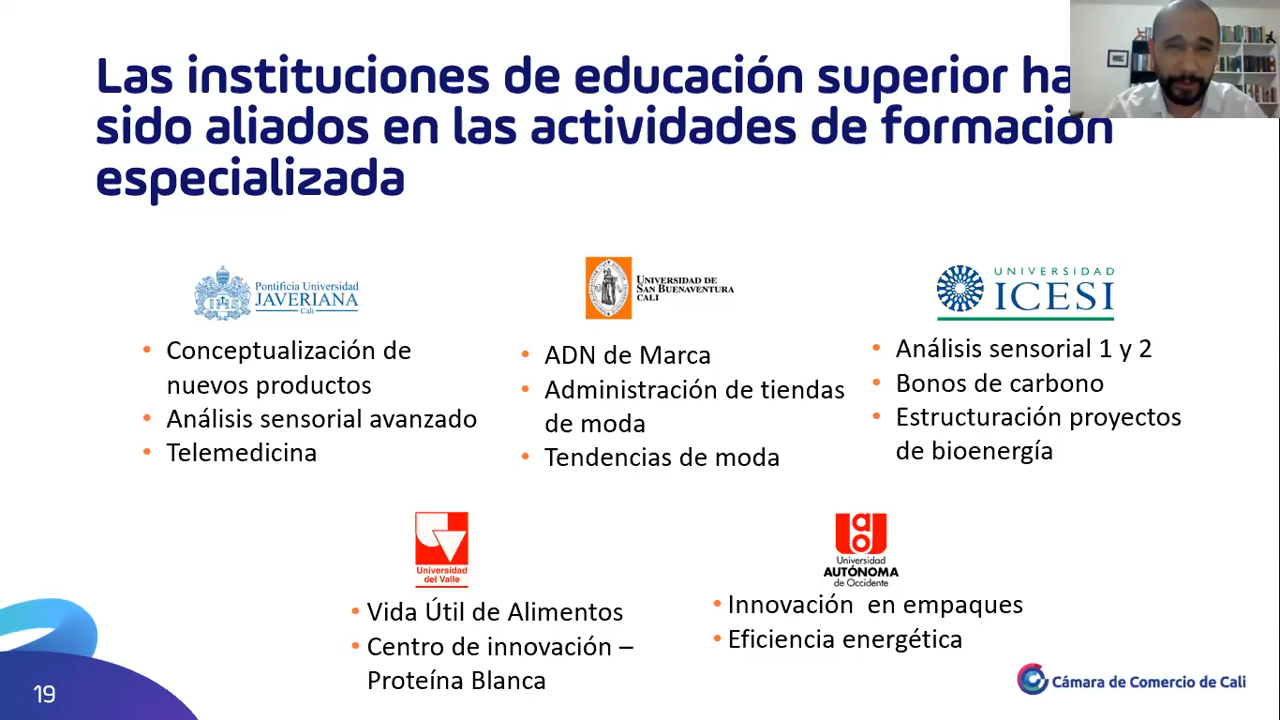 Las instituciones de educación superior ha
sido aliados en las actividades de formación
especializada
Pontificia Universidad
JAVERIANA
Cali
UNIVERSIDAD DE
SAN BUENAVENTURA
CALI
UNIVERSIDAD
ICESI
• Conceptualización de
nuevos productos
• Análisis sensorial avanzado
• Telemedicina
• ADN de Marca
• Administración de tiendas
de moda
• Tendencias de moda
• Análisis sensorial 1 y 2
• Bonos de carbono
• Estructuración proyectos
de bioenergía
Universidad
del Valle
• Vida Útil de Alimentos
• Centro de innovación –
Proteína Blanca
uao
Universidad
AUTÓNOMA
de Occidente
• Innovación en empaques
• Eficiencia energética
19
Cámara de Comercio de Cali